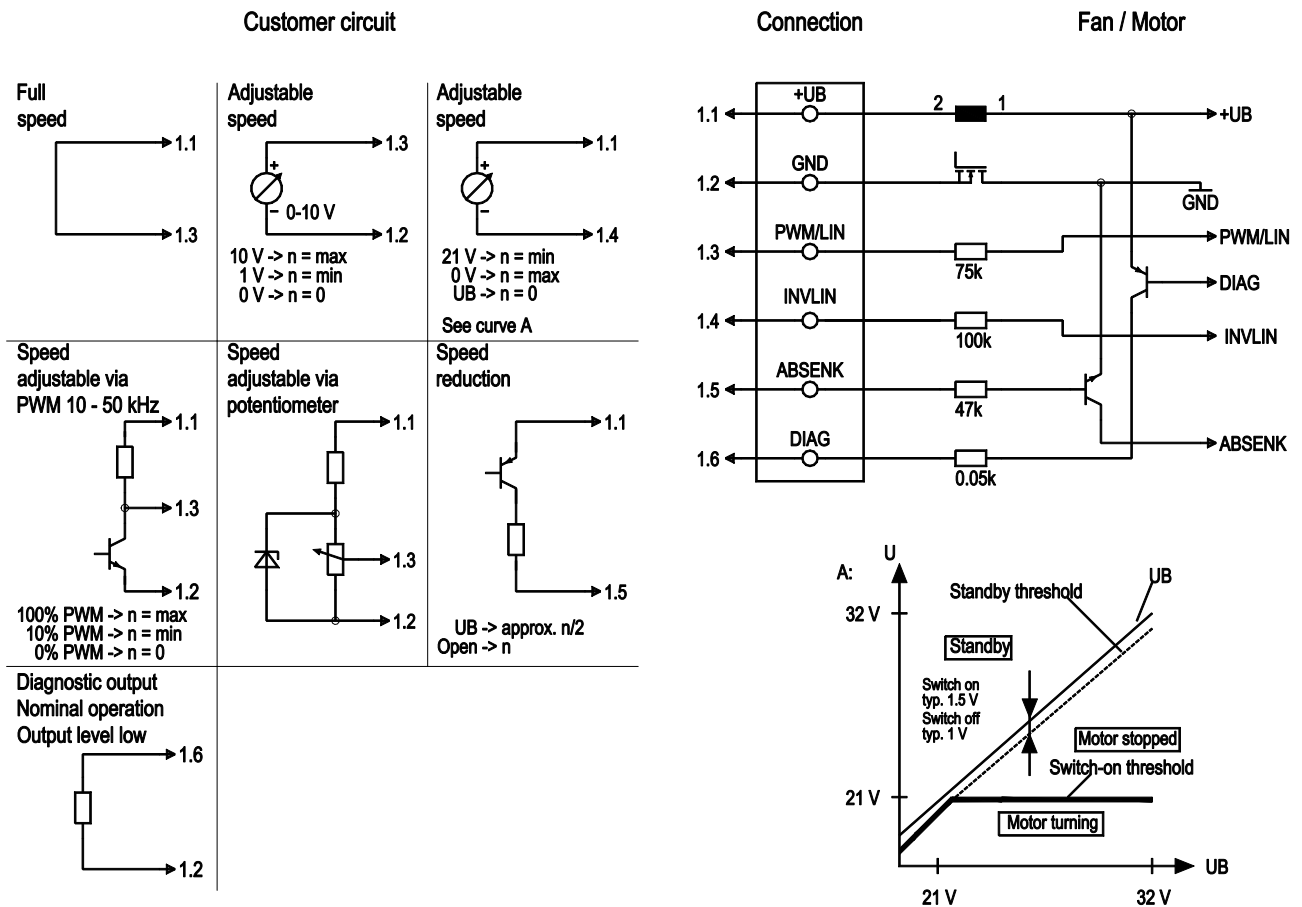 Customer circuit
Connection
Fan / Motor
Full
speed
1.1
1.3
Adjustable
speed
1.3
+
– 0-10 V
1.2
10 V -> n = max
1 V -> n = min
0 V -> n = 0
Adjustable
speed
1.1
+
–
1.4
21 V -> n = min
0 V -> n = max
UB -> n = 0
See curve A
Speed
adjustable via
PWM 10 - 50 kHz
1.1
1.3
1.2
100% PWM -> n = max
10% PWM -> n = min
0% PWM -> n = 0
Speed
adjustable via
potentiometer
1.1
1.3
1.2
Speed
reduction
1.1
1.5
UB -> approx. n/2
Open -> n
Diagnostic output
Nominal operation
Output level low
1.6
1.2
+UB
1.1
2
1
+UB
GND
1.2
GND
PWM/LIN
1.3
75k
PWM/LIN
DIAG
INVLIN
1.4
100k
INVLIN
ABSENK
1.5
47k
ABSENK
DIAG
1.6
0.05k
A:
U
32 V
Standby threshold
UB
Standby
Switch on
typ. 1.5 V
Switch off
typ. 1 V
Motor stopped
Switch-on threshold
21 V
Motor turning
UB
21 V
32 V